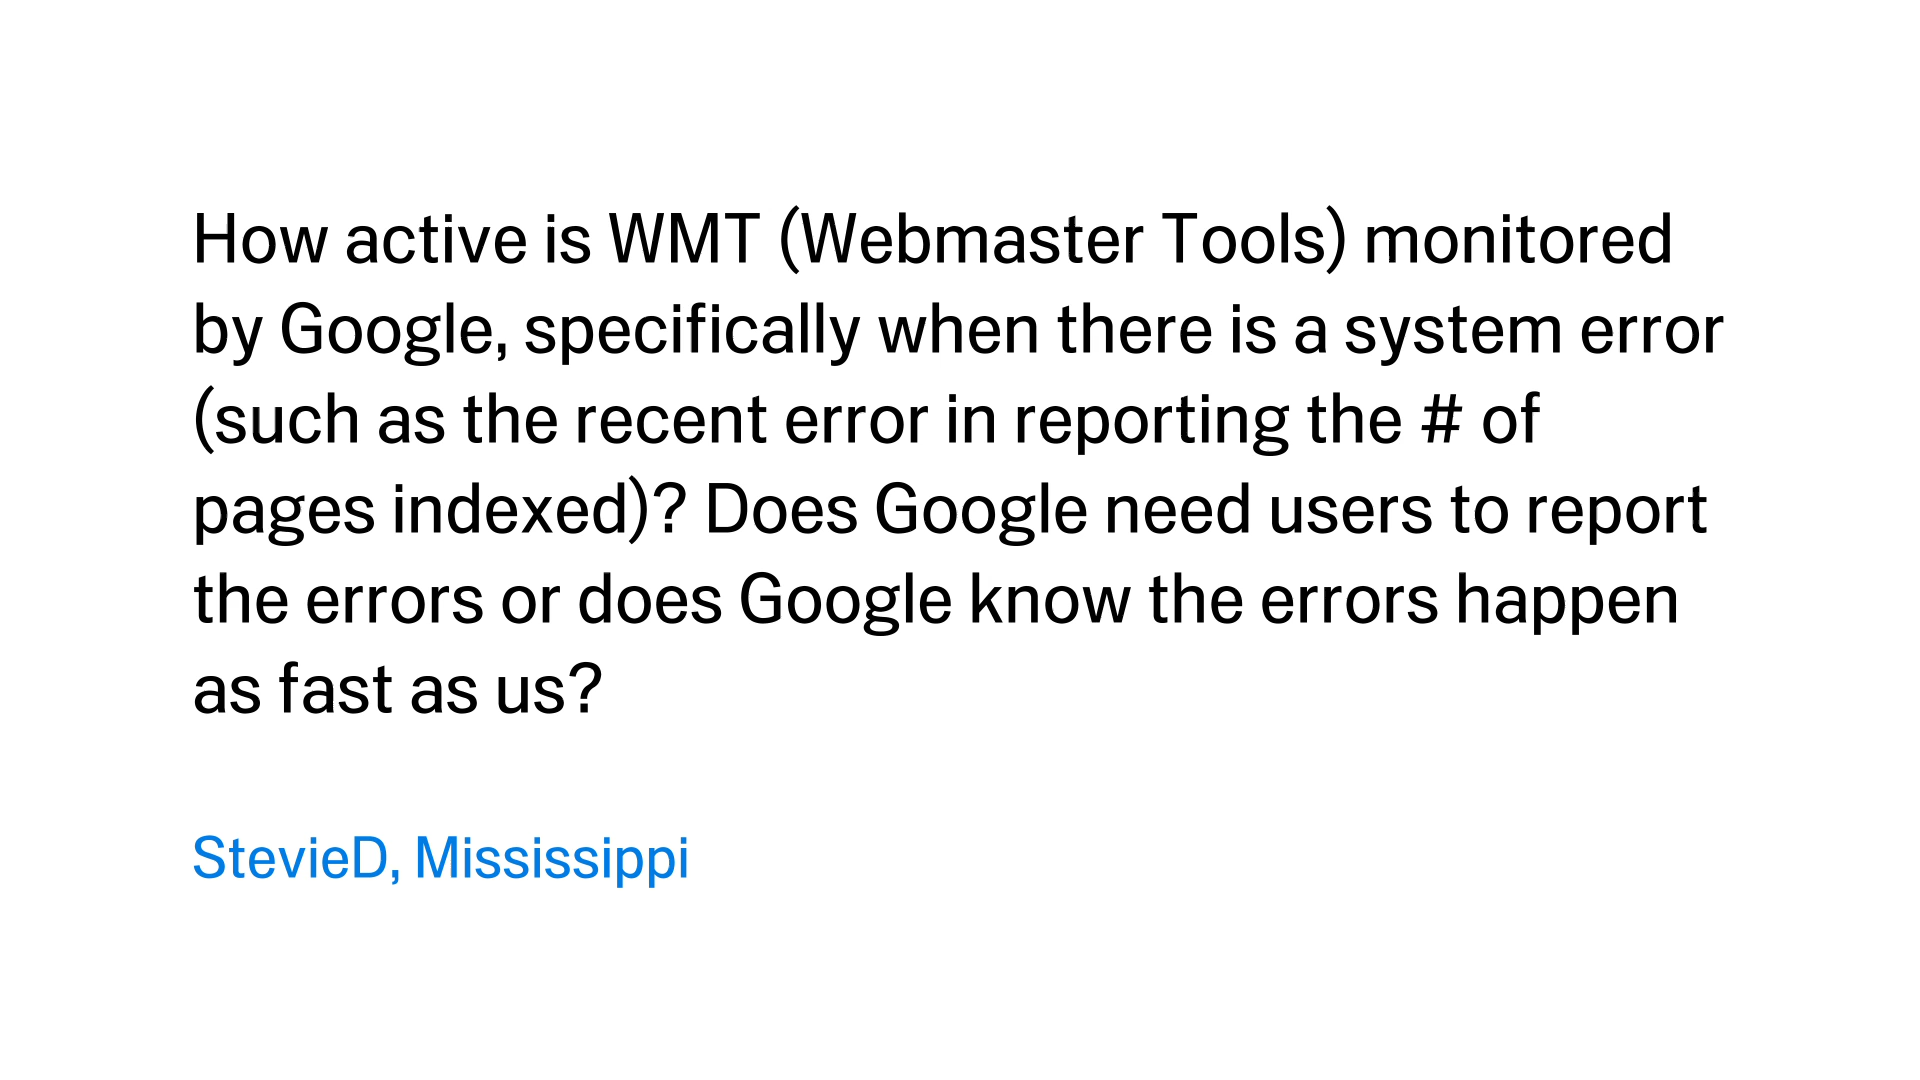 How active is WMT (Webmaster Tools) monitored
by Google, specifically when there is a system error
(such as the recent error in reporting the # of
pages indexed)? Does Google need users to report
the errors or does Google know the errors happen
as fast as us?
StevieD, Mississippi